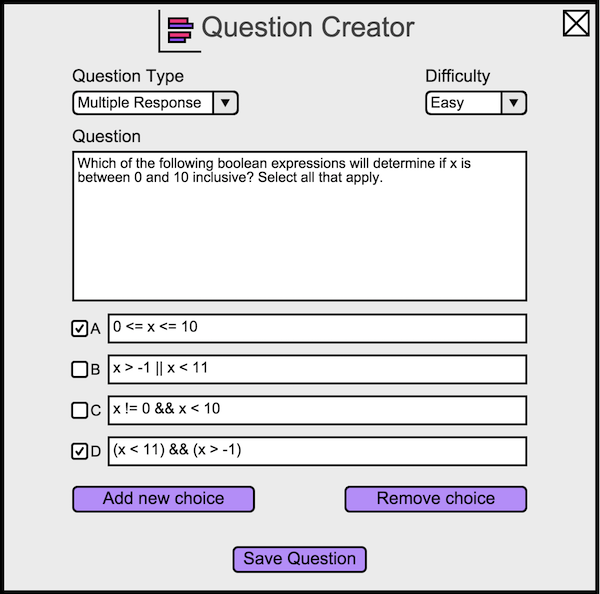 Question Creator
Question Type
Difficulty
Multiple Response
Easy
Question
Which of the following boolean expressions will determine if x is
between 0 and 10 inclusive? Select all that apply.
A 0 <= x <= 10
B x > -1 || x < 11
C x != 0 && x < 10
D (x < 11) && (x > -1)
Add new choice
Remove choice
Save Question